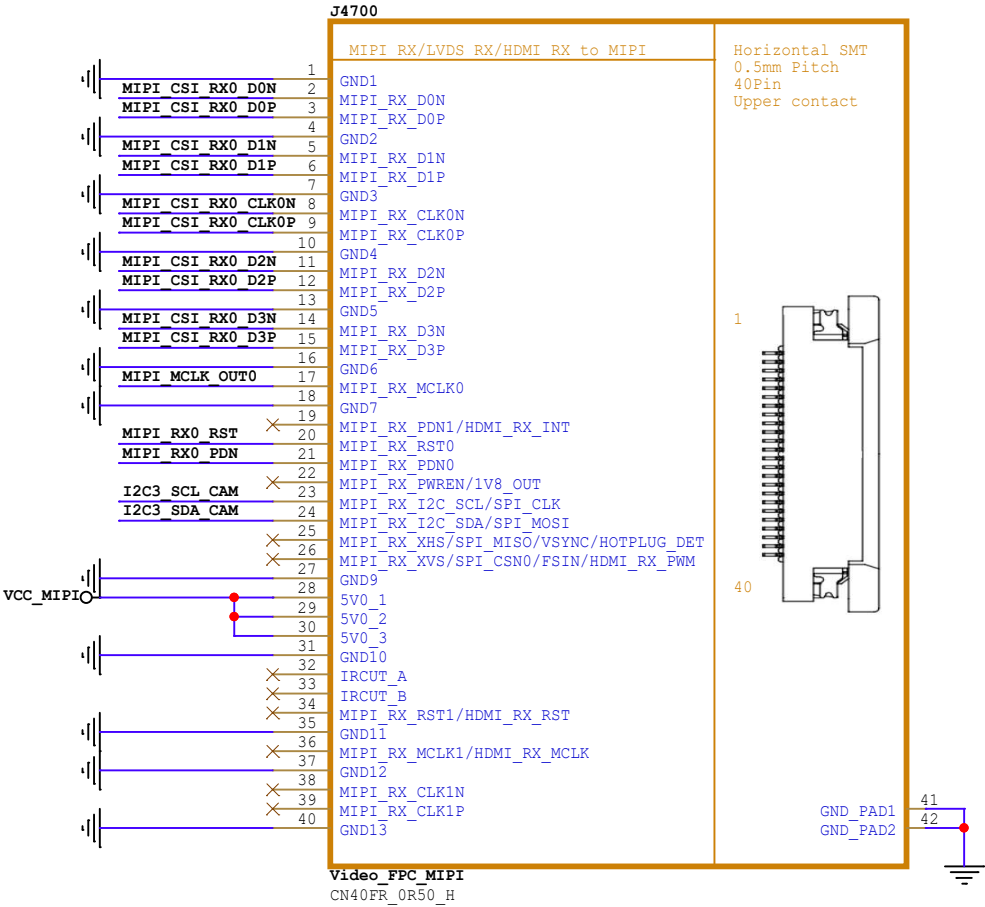 J4700
MIPI RX/LVDS RX/HDMI RX to MIPI
Horizontal SMT
0.5mm Pitch
40Pin
Upper contact
1 GND1
MIPI_CSI_RX0_D0N 2 MIPI_RX_D0N
MIPI_CSI_RX0_D0P 3 MIPI_RX_D0P
4 GND2
MIPI_CSI_RX0_D1N 5 MIPI_RX_D1N
MIPI_CSI_RX0_D1P 6 MIPI_RX_D1P
7 GND3
MIPI_CSI_RX0_CLK0N 8 MIPI_RX_CLK0N
MIPI_CSI_RX0_CLK0P 9 MIPI_RX_CLK0P
10 GND4
MIPI_CSI_RX0_D2N 11 MIPI_RX_D2N
MIPI_CSI_RX0_D2P 12 MIPI_RX_D2P
13 GND5
MIPI_CSI_RX0_D3N 14 MIPI_RX_D3N
MIPI_CSI_RX0_D3P 15 MIPI_RX_D3P
16 GND6
MIPI_MCLK_OUT0 17 MIPI_RX_MCLK0
18 GND7
19 MIPI_RX_PDN1/HDMI_RX_INT
MIPI_RX0_RST 20 MIPI_RX_RST0
MIPI_RX0_PDN 21 MIPI_RX_PDN0
22 MIPI_RX_PWREN/1V8_OUT
I2C3_SCL_CAM 23 MIPI_RX_I2C_SCL/SPI_CLK
I2C3_SDA_CAM 24 MIPI_RX_I2C_SDA/SPI_MOSI
25 MIPI_RX_XHS/SPI_MISO/VSYNC/HOTPLUG_DET
26 MIPI_RX_XVS/SPI_CSN0/FSIN/HDMI_RX_PWM
27 GND9
VCC_MIPI 28 5V0_1
29 5V0_2
30 5V0_3
31 GND10
32 IRCUT_A
33 IRCUT_B
34 MIPI_RX_RST1/HDMI_RX_RST
35 GND11
36 MIPI_RX_MCLK1/HDMI_RX_MCLK
37 GND12
38 MIPI_RX_CLK1N
39 MIPI_RX_CLK1P
40 GND13
1
40
GND_PAD1 41
GND_PAD2 42
Video_FPC_MIPI
CN40FR_0R50_H